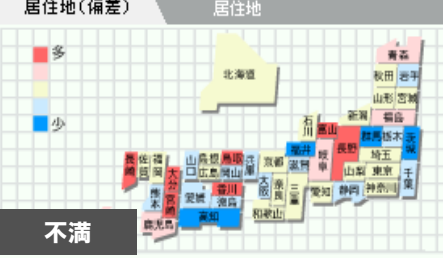 居住地(偏差)
居住地
多
少
北海道
青森
秋田 岩手
山形 宮城
新潟 福島
石川 富山 長野 群馬 栃木 茨城
福井 岐阜 埼玉
滋賀 山梨 東京 千葉
愛知 静岡 神奈川
長崎 佐賀 福岡 山口 島根 鳥取 兵庫 京都
大分 広島 岡山 大阪 奈良 三重
熊本 宮崎 愛媛 香川 徳島 和歌山
鹿児島 高知
不満